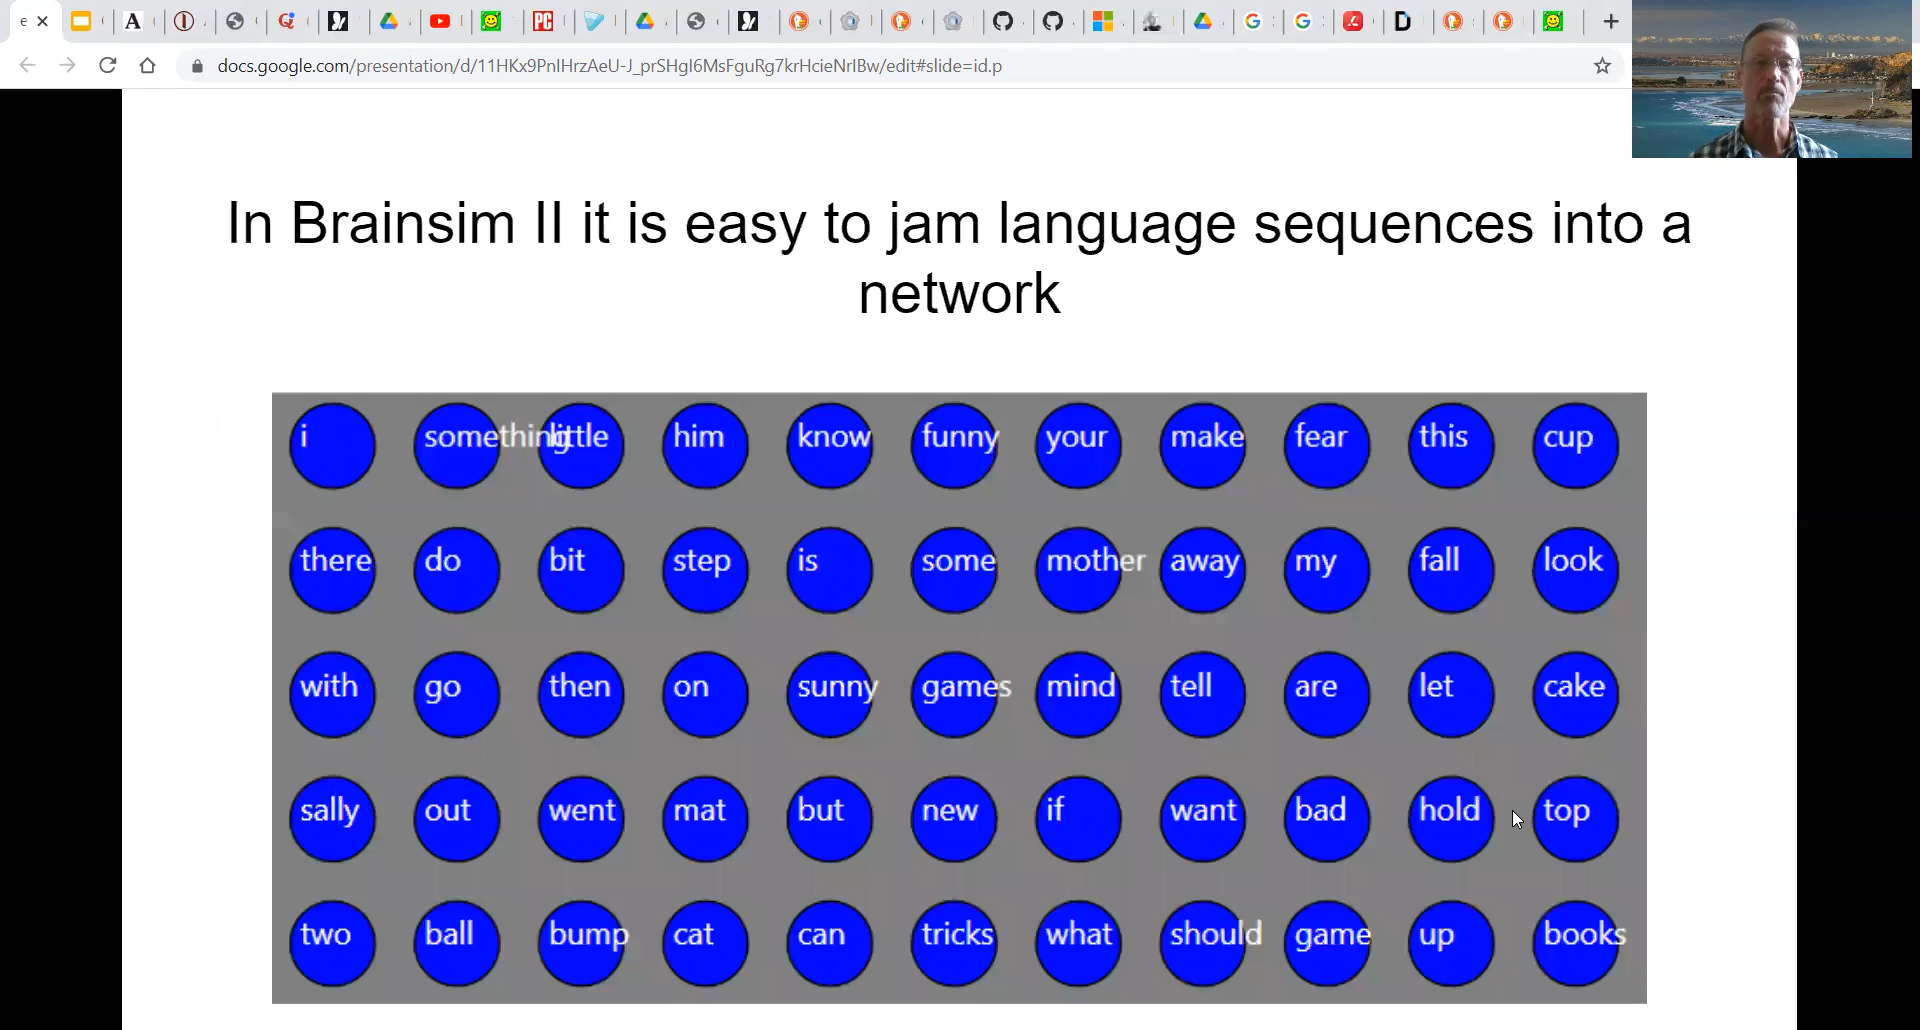 docs.google.com/presentation/d/11HKx9PnIHrzAeU-J_prSHgI6MsFguRg7krHcieNrIBw/edit#slide=id.p
In Brainsim II it is easy to jam language sequences into a
network
i something little him know funny your make fear this cup
there do bit step is some mother away my fall look
with go then on sunny games mind tell are let cake
sally out went mat but new if want bad hold top
two ball bump cat can tricks what should game up books